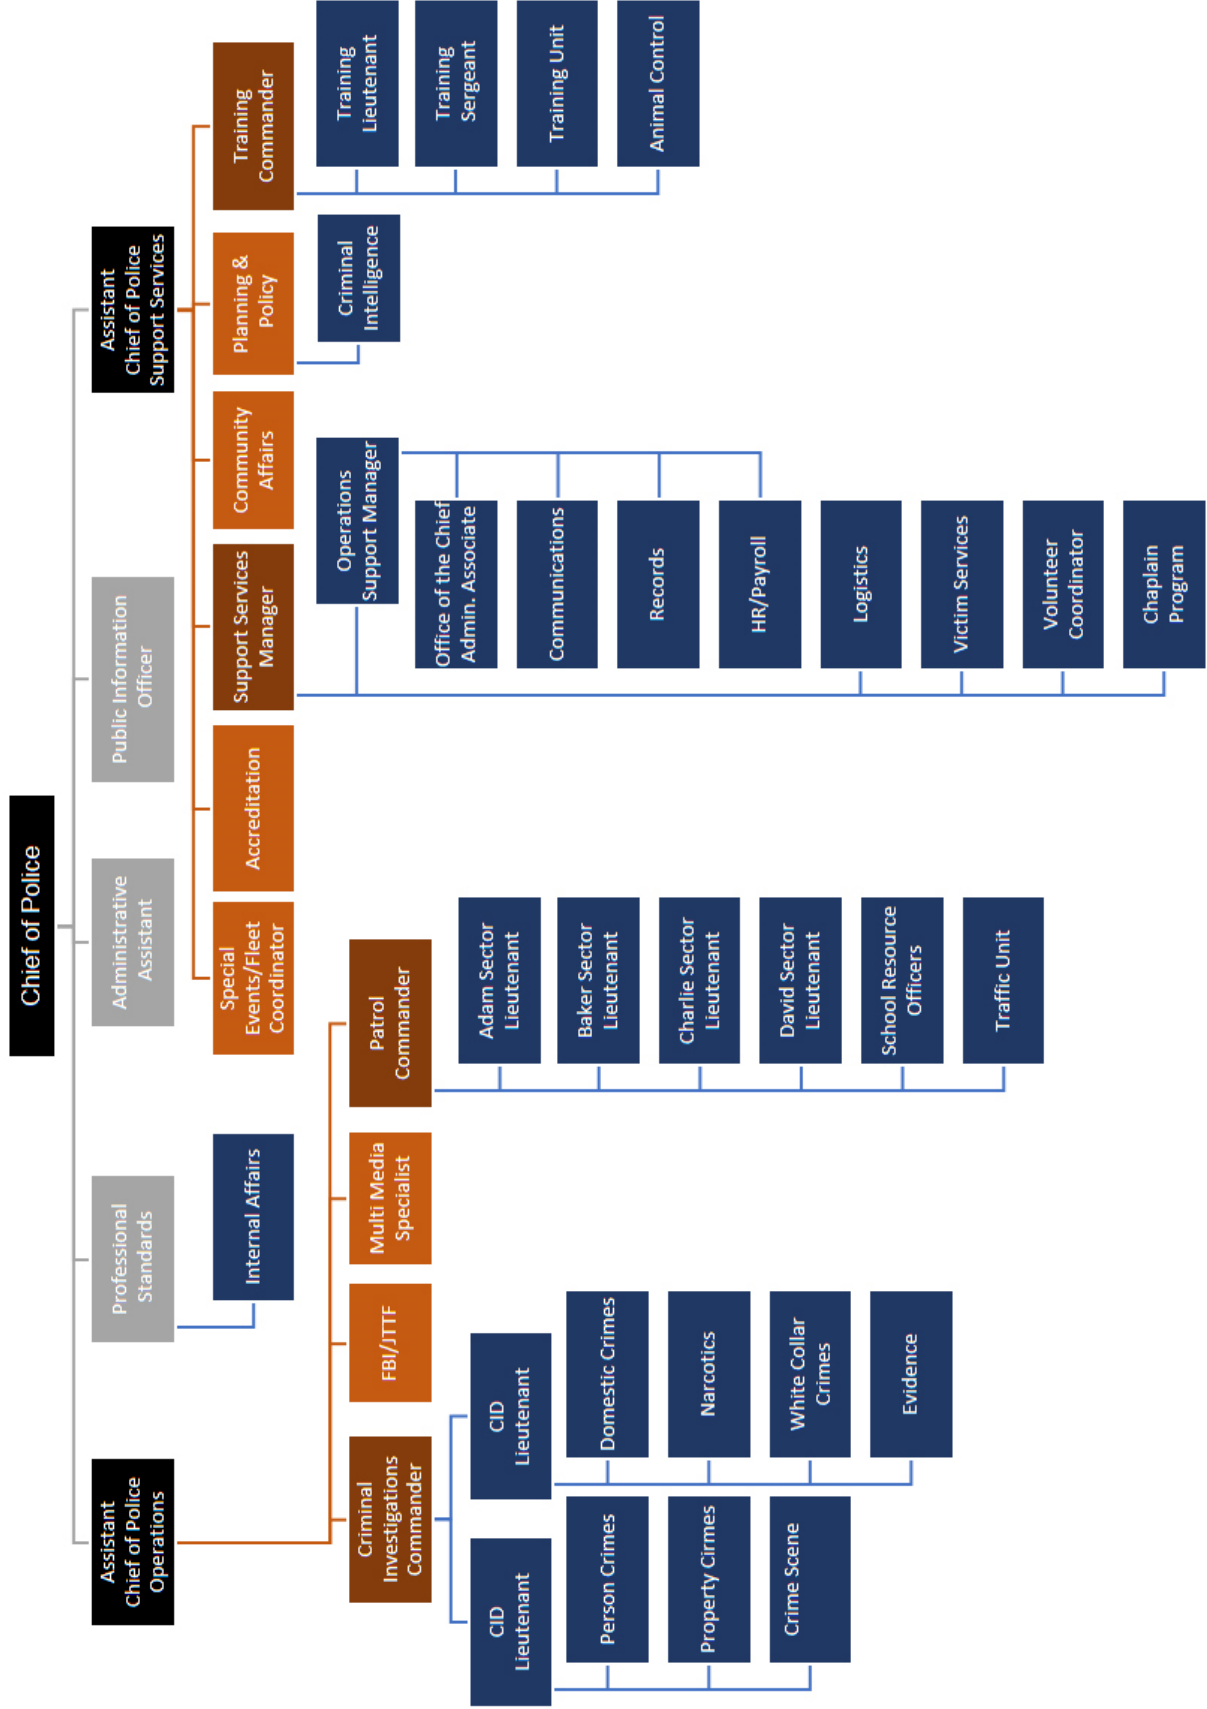 Chief of Police
Assistant
Chief of Police
Operations
Professional
Standards
Administrative
Assistant
Public Information
Officer
Assistant
Chief of Police
Support Services
Internal Affairs
Special
Events/Fleet
Coordinator
Accreditation
Support Services
Manager
Community
Affairs
Planning &
Policy
Training
Commander
Criminal
Investigations
Commander
FBI/JTTF
Multi Media
Specialist
Patrol
Commander
CID
Lieutenant
Person Crimes
Property Cirmes
Crime Scene
CID
Lieutenant
Domestic Crimes
Narcotics
White Collar
Crimes
Evidence
Adam Sector
Lieutenant
Baker Sector
Lieutenant
Charlie Sector
Lieutenant
David Sector
Lieutenant
School Resource
Officers
Traffic Unit
Operations
Support Manager
Office of the Chief
Admin. Associate
Communications
Records
HR/Payroll
Logistics
Victim Services
Volunteer
Coordinator
Chaplain
Program
Criminal
Intelligence
Training
Lieutenant
Training
Sergeant
Training Unit
Animal Control